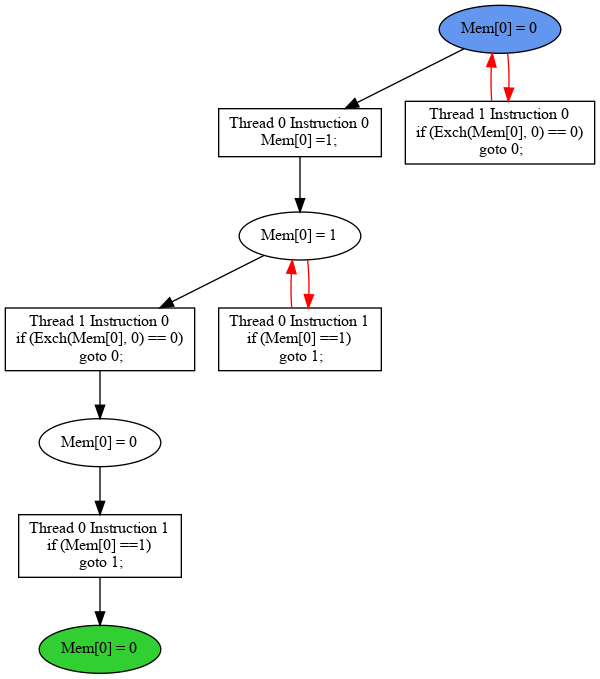 Mem[0] = 0
Thread 0 Instruction 0
Mem[0] =1;
Thread 1 Instruction 0
if (Exch(Mem[0], 0) == 0)
goto 0;
Mem[0] = 1
Thread 1 Instruction 0
if (Exch(Mem[0], 0) == 0)
goto 0;
Thread 0 Instruction 1
if (Mem[0] ==1)
goto 1;
Mem[0] = 0
Thread 0 Instruction 1
if (Mem[0] ==1)
goto 1;
Mem[0] = 0